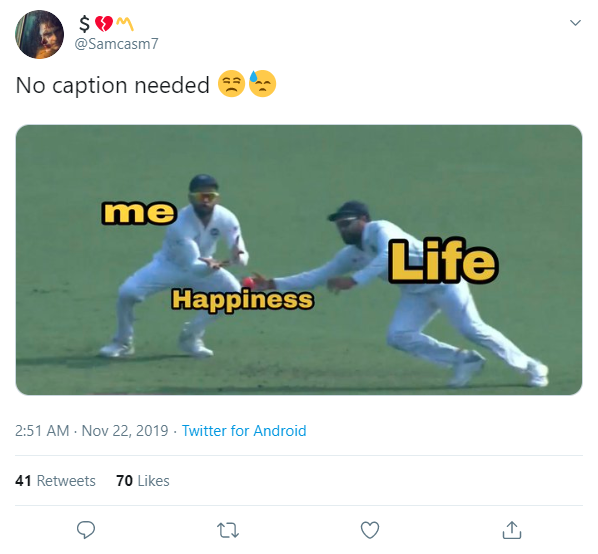 $ 💔〽️
@Samcasm7
No caption needed 😒😓
me
Life
Happiness
2:51 AM · Nov 22, 2019 · Twitter for Android
41 Retweets 70 Likes